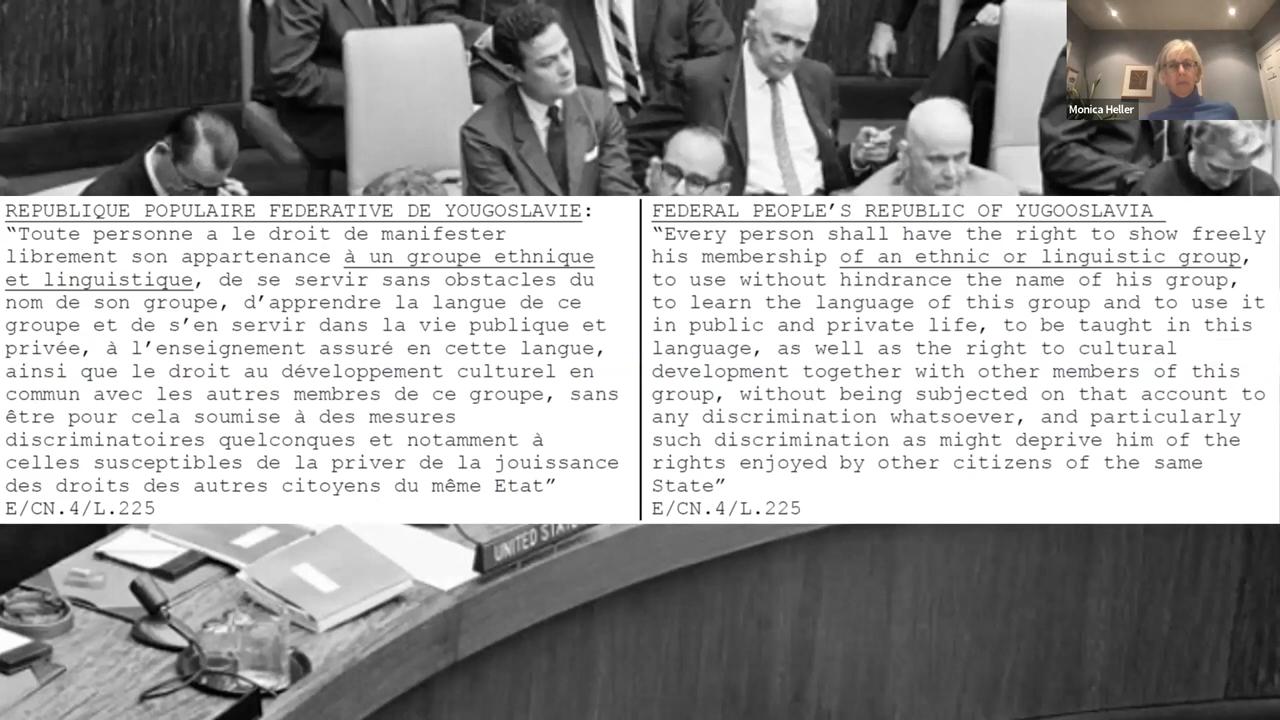 Monica Heller
REPUBLIQUE POPULAIRE FEDERATIVE DE YOUGOSLAVIE:
“Toute personne a le droit de manifester
librement son appartenance à un groupe ethnique
et linguistique, de se servir sans obstacles du
nom de son groupe, d’apprendre la langue de ce
groupe et de s’en servir dans la vie publique et
privée, à l’enseignement assuré en cette langue,
ainsi que le droit au développement culturel en
commun avec les autres membres de ce groupe, sans
être pour cela soumise à des mesures
discriminatoires quelconques et notamment à
celles susceptibles de la priver de la jouissance
des droits des autres citoyens du même Etat”
E/CN.4/L.225
FEDERAL PEOPLE’S REPUBLIC OF YUGOOSLAVIA
“Every person shall have the right to show freely
his membership of an ethnic or linguistic group,
to use without hindrance the name of his group,
to learn the language of this group and to use it
in public and private life, to be taught in this
language, as well as the right to cultural
development together with other members of this
group, without being subjected on that account to
any discrimination whatsoever, and particularly
such discrimination as might deprive him of the
rights enjoyed by other citizens of the same
State”
E/CN.4/L.225
UNITED